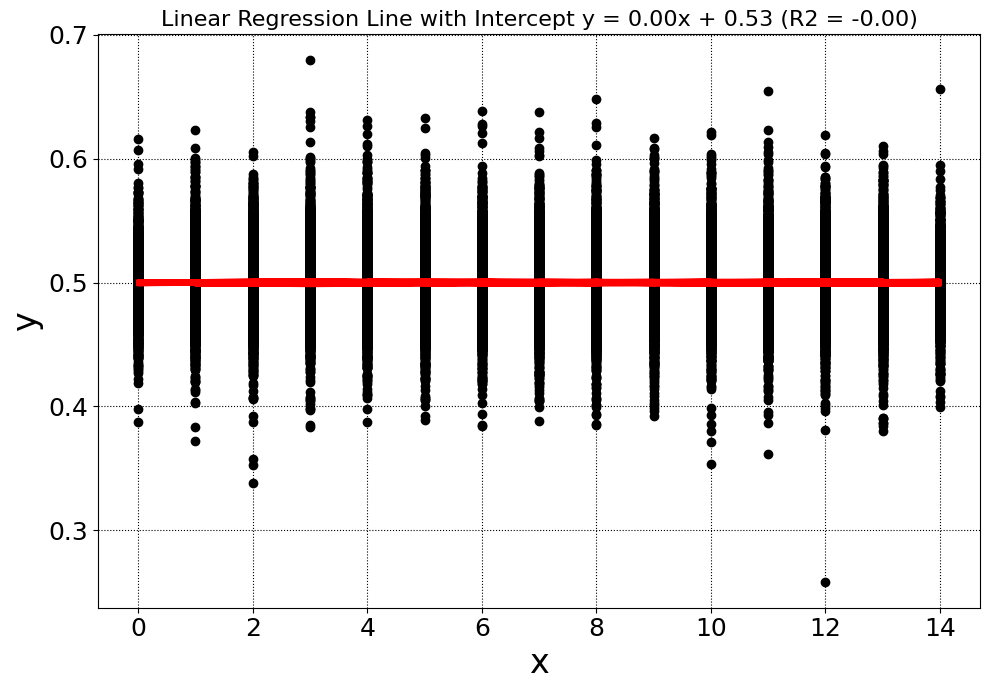 Linear Regression Line with Intercept y = 0.00x + 0.53 (R2 = -0.00)
0.7
0.6
0.5
0.4
0.3
y
0 2 4 6 8 10 12 14
x